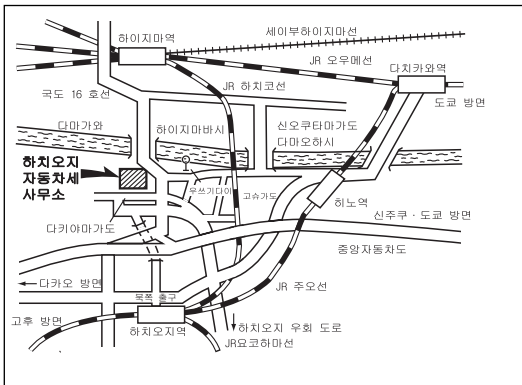 하이지마역
세이부하이지마선
JR 오우메선
다치카와역
국도 16 호선
JR 하치코선
도쿄 방면
다마가와
하이지마바시
신오쿠타마가도
다마오하시
하치오지
자동차세
사무소
우쓰기다이
고슈가도
히노역
다키야마가도
신주쿠·도쿄 방면
중앙자동차도
다카오 방면
JR 주오선
북쪽 출구
고후 방면
하치오지역
하치오지 우회 도로
JR요코하마선